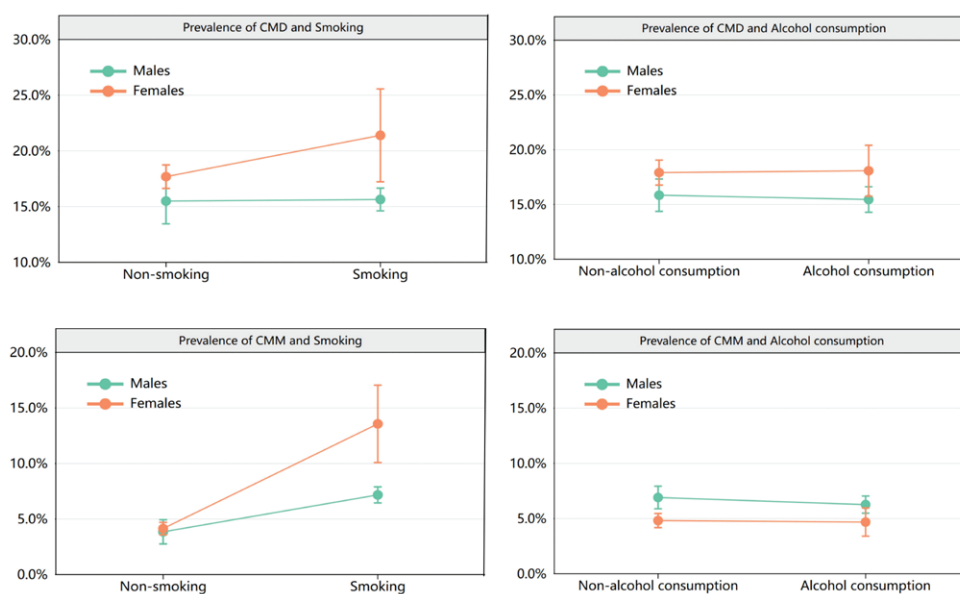 Prevalence of CMD and Smoking
30.0%
25.0%
20.0%
15.0%
10.0%
Males
Females
Non-smoking
Smoking
Prevalence of CMD and Alcohol consumption
30.0%
25.0%
20.0%
15.0%
10.0%
Males
Females
Non-alcohol consumption
Alcohol consumption
Prevalence of CMM and Smoking
20.0%
15.0%
10.0%
5.0%
0.0%
Males
Females
Non-smoking
Smoking
Prevalence of CMM and Alcohol consumption
20.0%
15.0%
10.0%
5.0%
0.0%
Males
Females
Non-alcohol consumption
Alcohol consumption